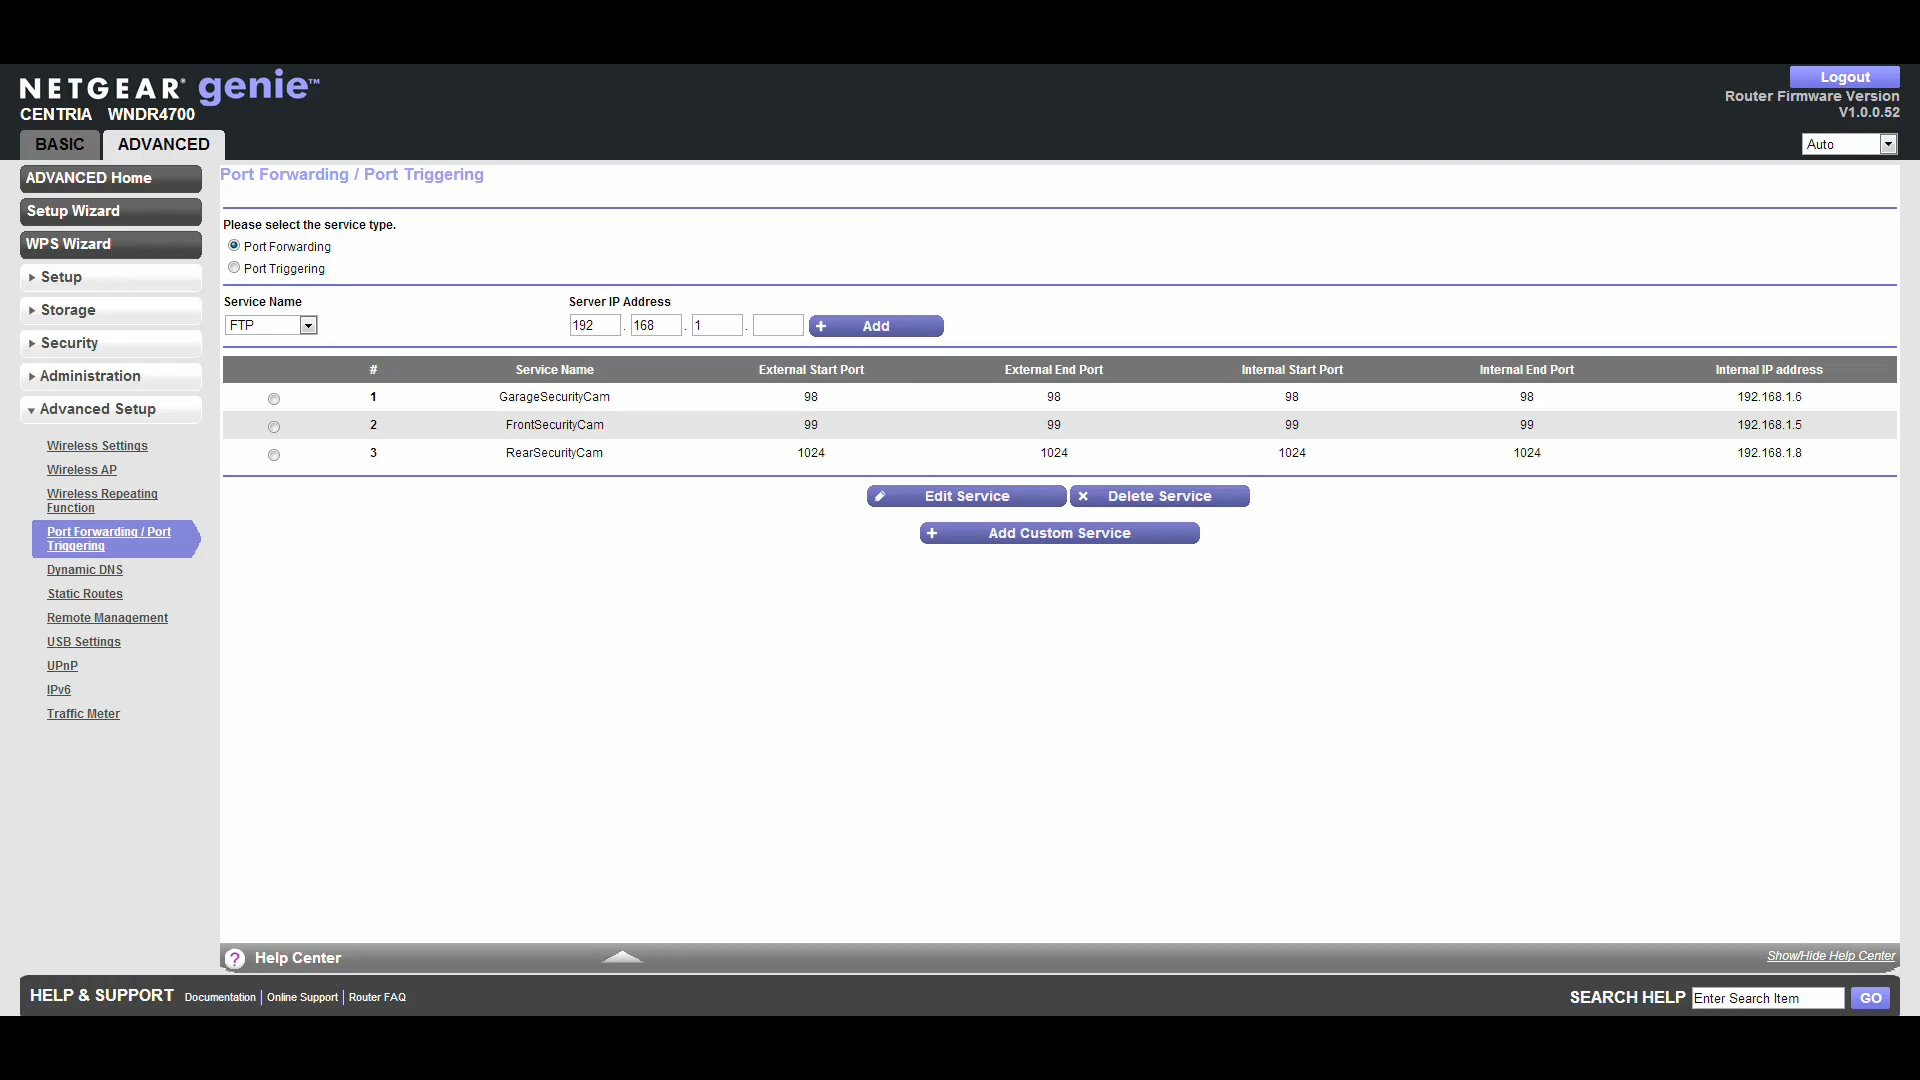 NETGEAR® genie™
Logout
Router Firmware Version
V1.0.0.52
CENTRIA WNDR4700
BASIC ADVANCED
Auto
ADVANCED Home
Setup Wizard
WPS Wizard
Setup
Storage
Security
Administration
Advanced Setup
Wireless Settings
Wireless AP
Wireless Repeating
Function
Port Forwarding / Port
Triggering
Dynamic DNS
Static Routes
Remote Management
USB Settings
UPnP
IPv6
Traffic Meter
Port Forwarding / Port Triggering
Please select the service type.
Port Forwarding
Port Triggering
Service Name Server IP Address
FTP 192 . 168 . 1 . + Add
# Service Name External Start Port External End Port Internal Start Port Internal End Port Internal IP address
1 GarageSecurityCam 98 98 98 98 192.168.1.6
2 FrontSecurityCam 99 99 99 99 192.168.1.5
3 RearSecurityCam 1024 1024 1024 1024 192.168.1.8
Edit Service × Delete Service
+ Add Custom Service
? Help Center Show/Hide Help Center
HELP & SUPPORT Documentation | Online Support | Router FAQ SEARCH HELP Enter Search Item GO